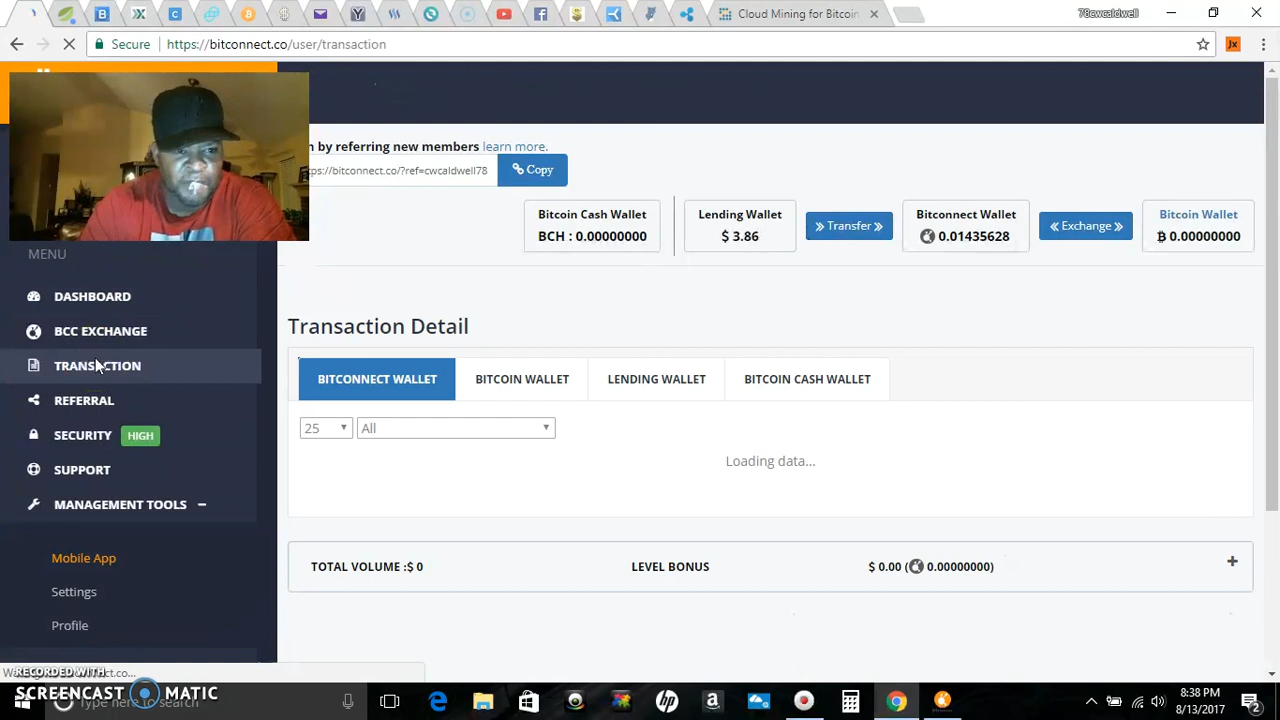 Cloud Mining for Bitcoin
78cwcaldwell
Secure
https://bitconnect.co/user/transaction
Jx
n by referring new members learn more.
ps://bitconnect.co/?ref=cwcaldwell78
Copy
Bitcoin Cash Wallet
BCH : 0.00000000
Lending Wallet
$ 3.86
Transfer
Bitconnect Wallet
0.01435628
Exchange
Bitcoin Wallet
0.00000000
MENU
DASHBOARD
BCC EXCHANGE
TRANSACTION
REFERRAL
SECURITY HIGH
SUPPORT
MANAGEMENT TOOLS
Mobile App
Settings
Profile
Transaction Detail
BITCONNECT WALLET
BITCOIN WALLET
LENDING WALLET
BITCOIN CASH WALLET
25
All
Loading data...
TOTAL VOLUME :$ 0
LEVEL BONUS
$ 0.00 ( 0.00000000)
RECORDED WITH
SCREENCAST MATIC
Type here to search
8:38 PM
8/13/2017
2